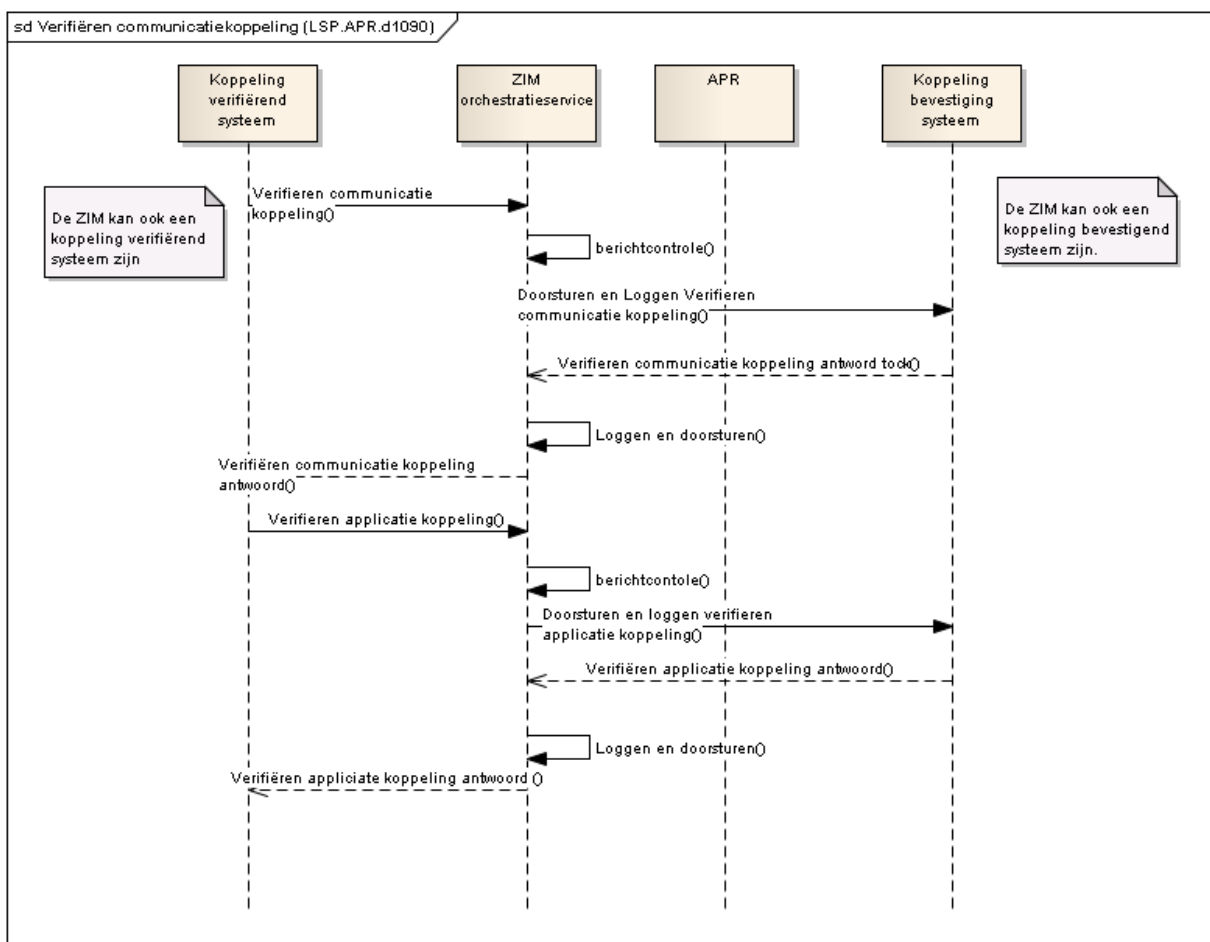 sd Verifiëren communicatiekoppeling (LSP.APR.d1090)
Koppeling
verifiërend
systeem
ZIM
orchestratieservice
APR
Koppeling
bevestiging
systeem
De ZIM kan ook een
koppeling verifiërend
systeem zijn
De ZIM kan ook een
koppeling bevestigend
systeem zijn.
Verifieren communicatie
koppeling()
berichtcontrole()
Doorsturen en Loggen Verifieren
communicatie koppeling()
Verifieren communicatie koppeling antword tock()
Loggen en doorsturen()
Verifiëren communicatie koppeling
antwoord()
Verifieren applicatie koppeling()
berichtcontole()
Doorsturen en loggen verifieren
applicatie koppeling()
Verifiëren applicatie koppeling antwoord()
Loggen en doorsturen()
Verifiëren appliciate koppeling antwoord ()